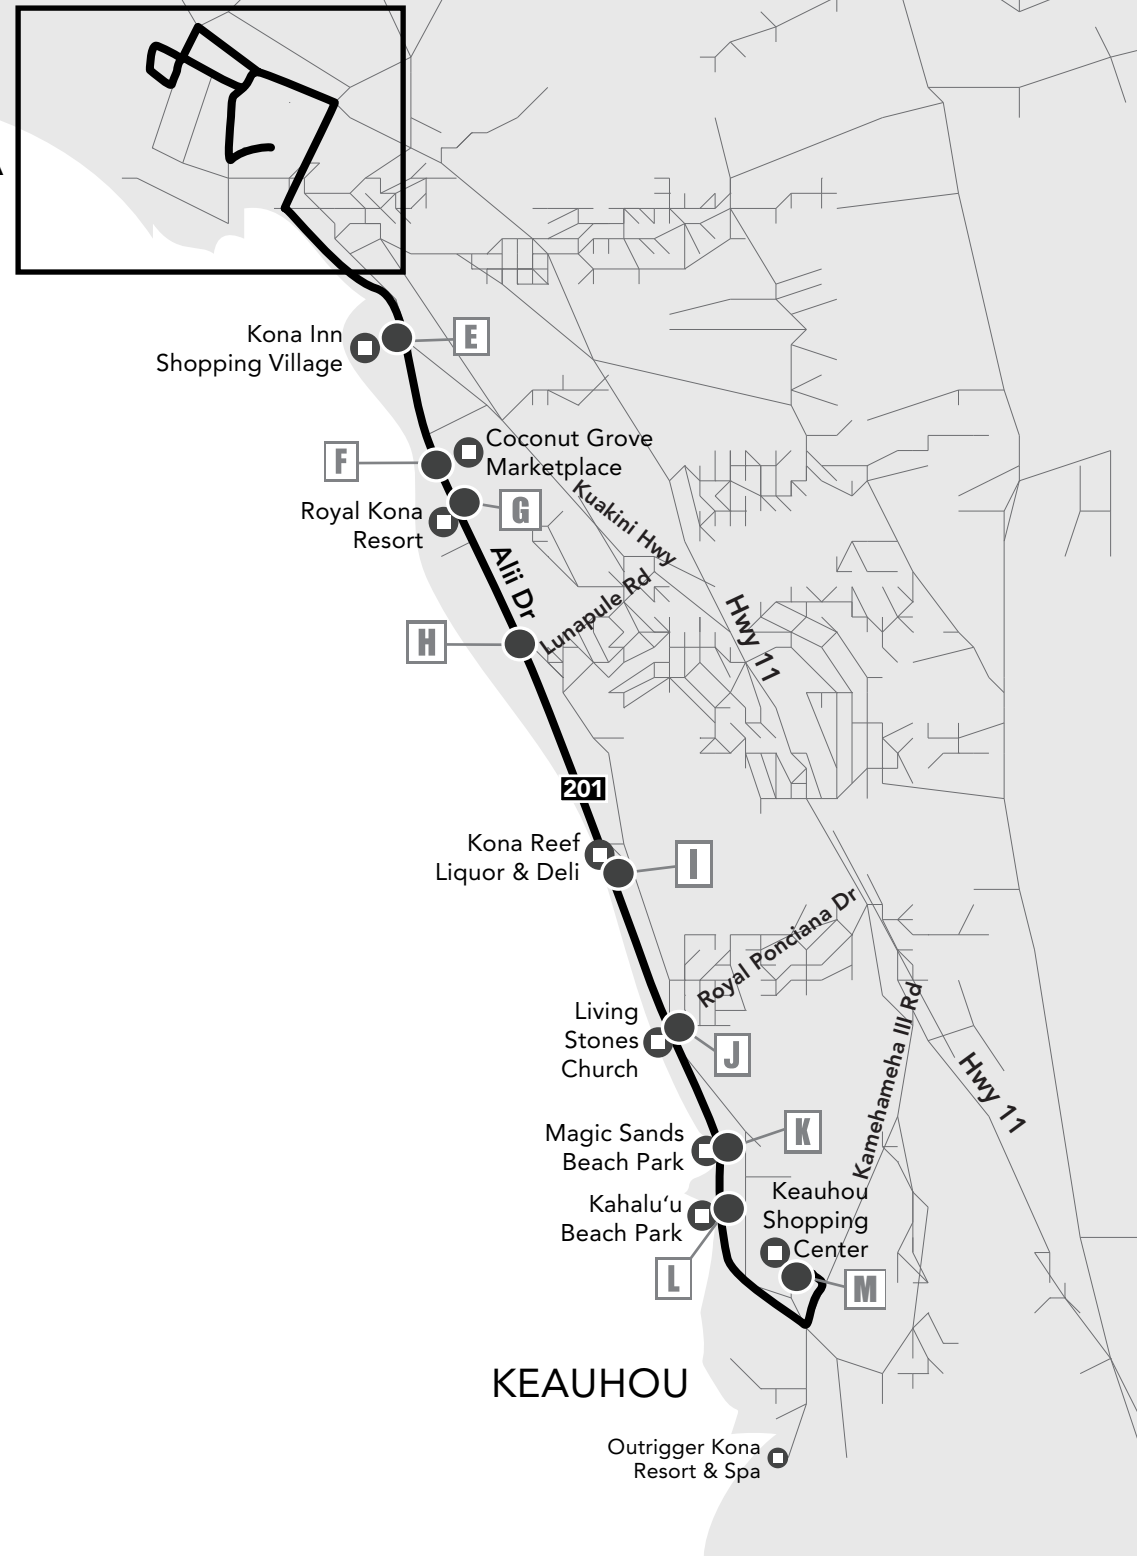 Kona Inn
Shopping Village
E
Coconut Grove
Marketplace
F
Royal Kona
Resort
G
Kuakini Hwy
Alii Dr
Lunapule Rd
Hwy 11
H
201
Kona Reef
Liquor & Deli
I
Royal Ponciana Dr
Living
Stones
Church
J
Kamehameha III Rd
Hwy 11
Magic Sands
Beach Park
K
Kahalu‘u
Beach Park
L
Keauhou
Shopping
Center
M
KEAUHOU
Outrigger Kona
Resort & Spa